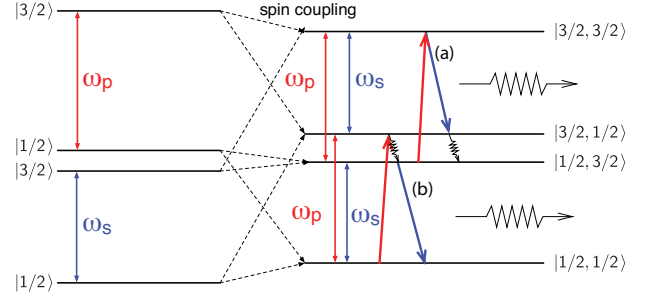 |3/2⟩
spin coupling
|3/2, 3/2⟩
(a)
ωp
ωp
ωs
|1/2⟩
|3/2, 1/2⟩
|3/2⟩
|1/2, 3/2⟩
(b)
ωs
ωp
ωs
|1/2⟩
|1/2, 1/2⟩